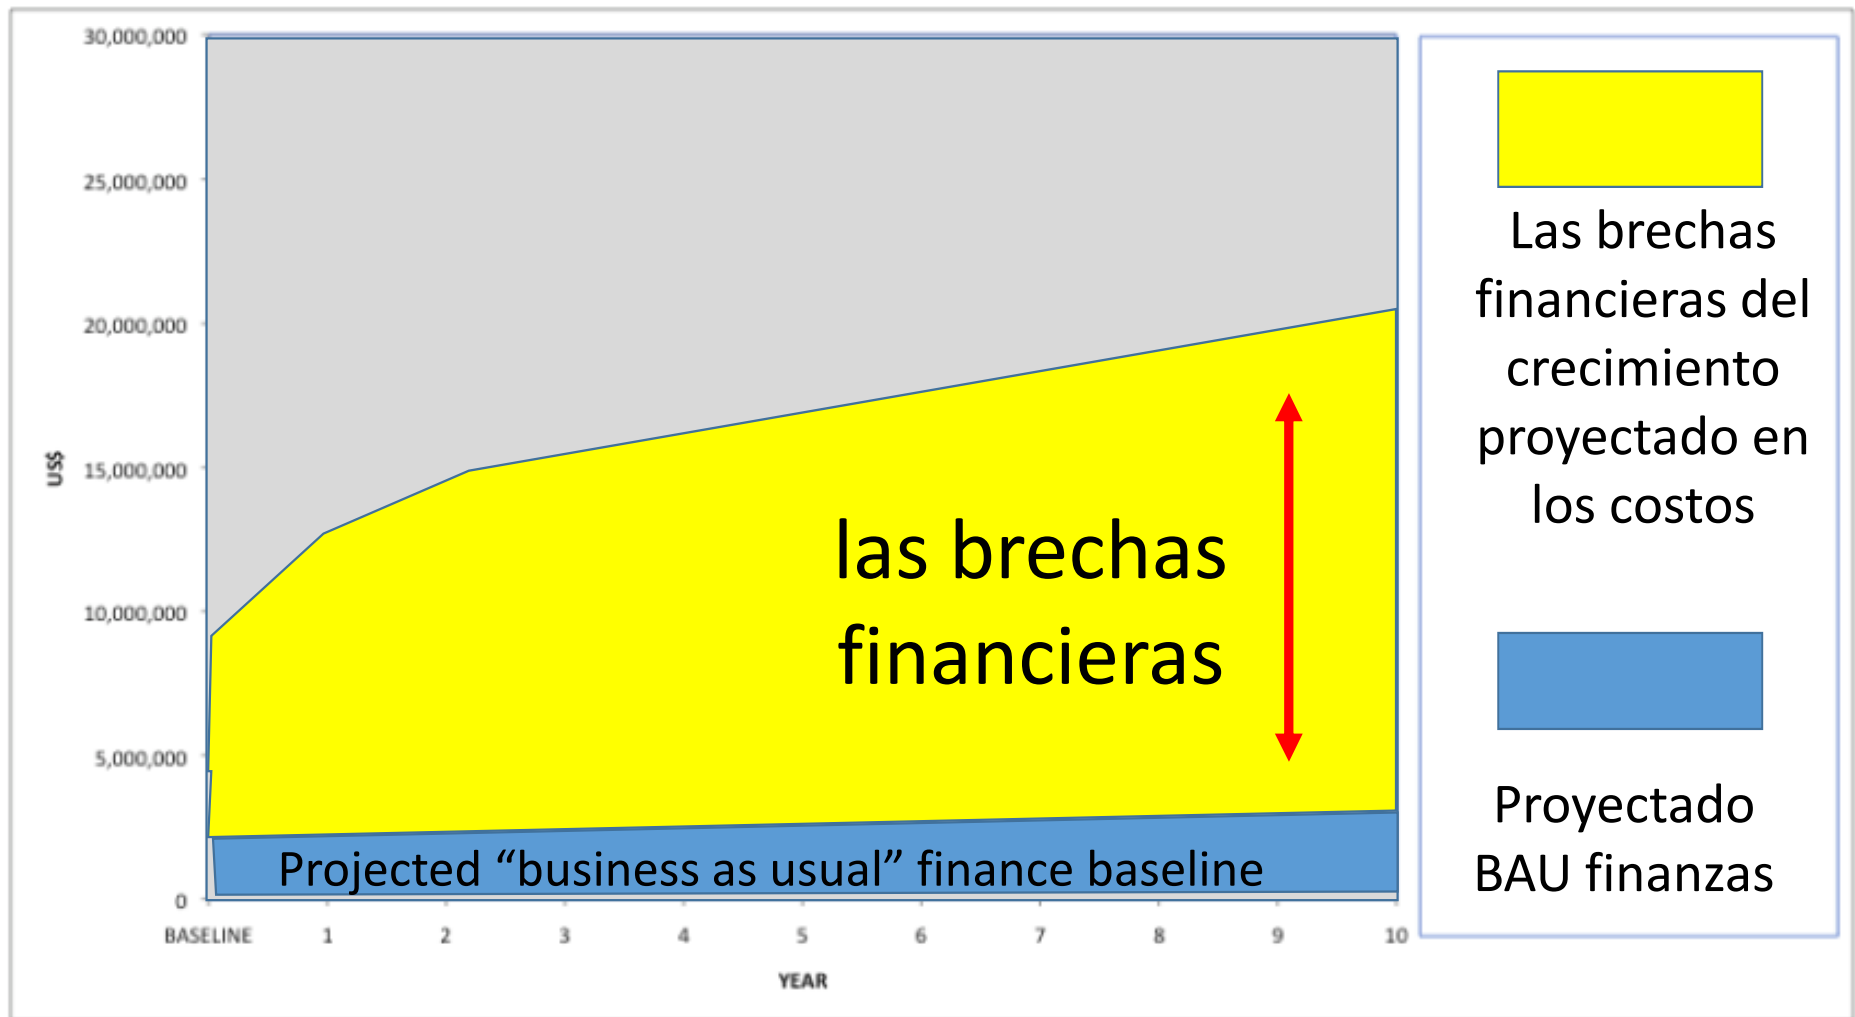 30,000,000
25,000,000
20,000,000
15,000,000
10,000,000
5,000,000
0
US$
BASELINE 1 2 3 4 5 6 7 8 9 10
YEAR
las brechas
financieras
Projected “business as usual” finance baseline
Las brechas
financieras del
crecimiento
proyectado en
los costos
Proyectado
BAU finanzas